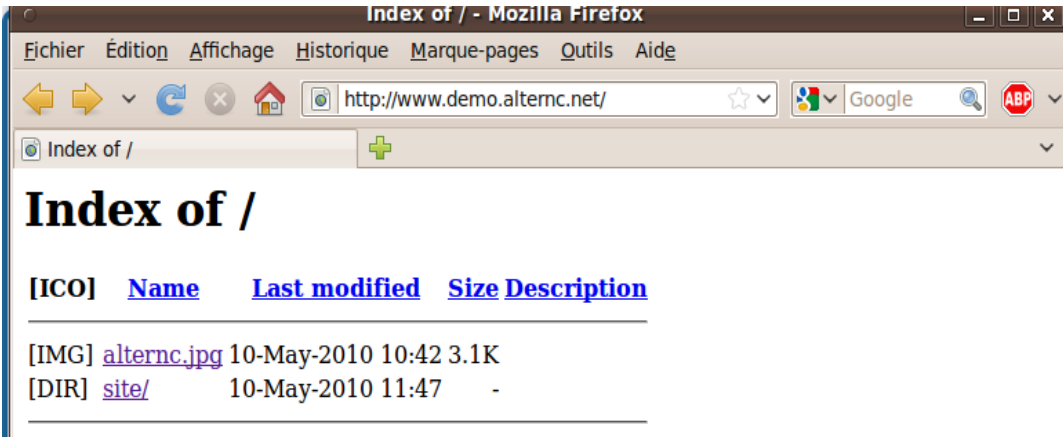 Index of / - Mozilla Firefox
Fichier Édition Affichage Historique Marque-pages Outils Aide
http://www.demo.alternc.net/ Google ABP
Index of /
Index of /
[ICO] Name Last modified Size Description
[IMG] alternc.jpg 10-May-2010 10:42 3.1K
[DIR] site/ 10-May-2010 11:47 -